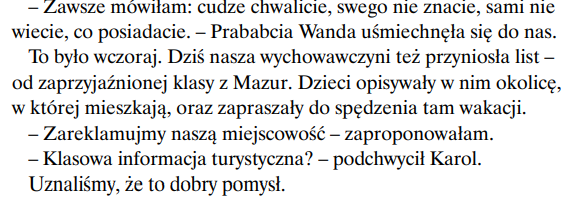 – Zawsze mówiłam: cudze chwalicie, swego nie znacie, sami nie
wiecie, co posiadacie. – Prababcia Wanda uśmiechnęła się do nas.
To było wczoraj. Dziś nasza wychowawczyni też przyniosła list –
od zaprzyjaźnionej klasy z Mazur. Dzieci opisywały w nim okolicę,
w której mieszkają, oraz zapraszały do spędzenia tam wakacji.
– Zareklamujmy naszą miejscowość – zaproponowałam.
– Klasowa informacja turystyczna? – podchwycił Karol.
Uznaliśmy, że to dobry pomysł.